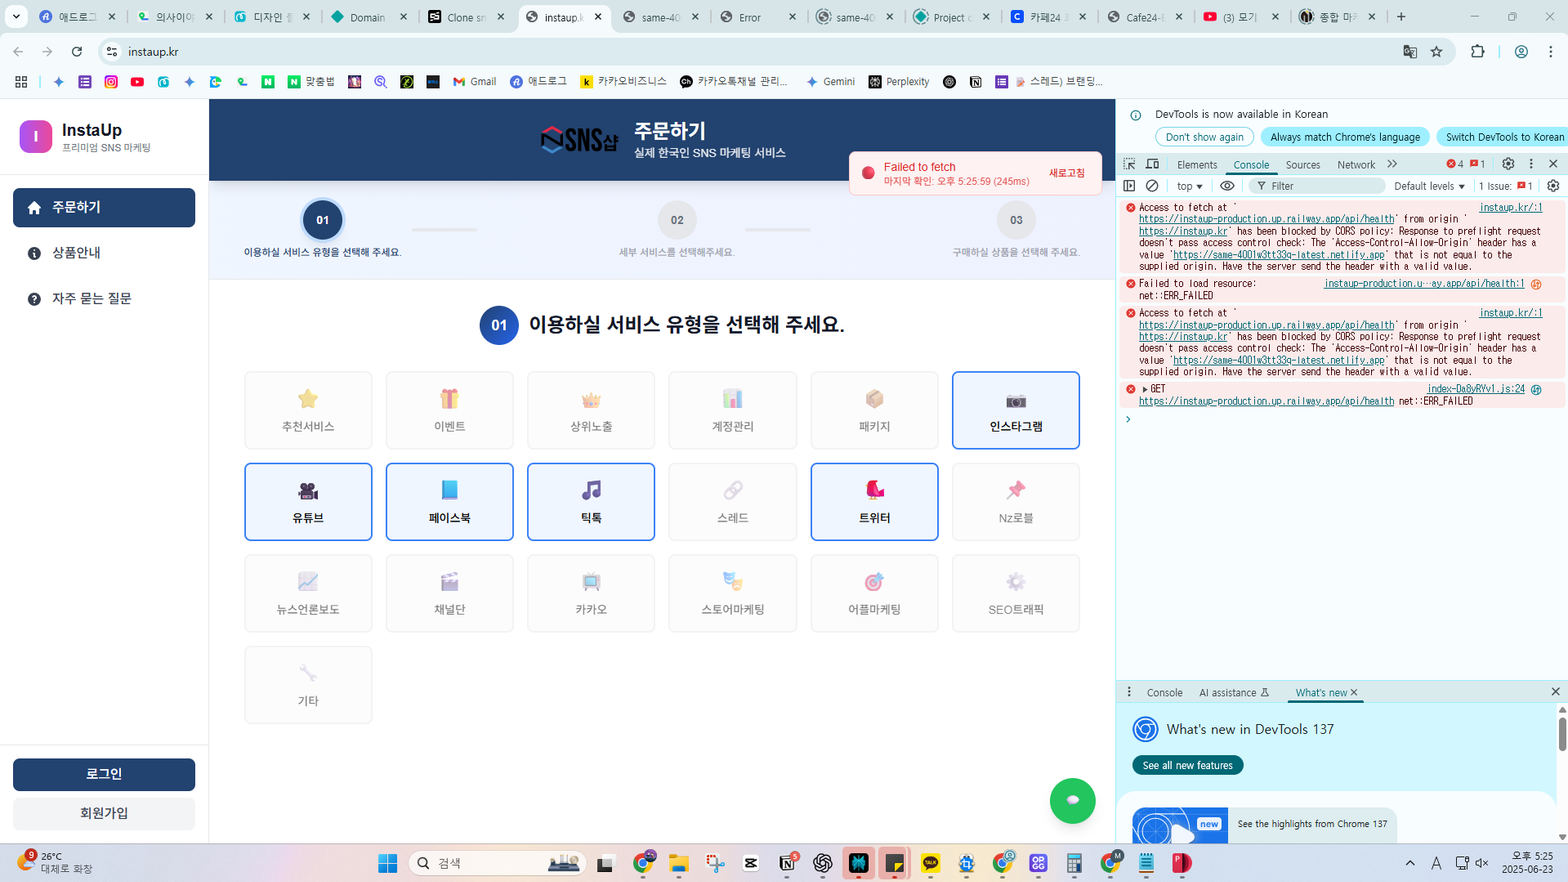 애드로그
의사이야
디자인
Domain
Clone sn
instaup.k
same-40
Error
same-40
Project c
카페24
Cafe24-E
(3) 모기
종합 마
instaup.kr
맞춤법
Gmail
애드로그
카카오비즈니스
카카오톡채널 관리...
Gemini
Perplexity
스레드) 브랜딩...
I
InstaUp
프리미엄 SNS 마케팅
주문하기
상품안내
자주 묻는 질문
로그인
회원가입
SNS샵
주문하기
실제 한국인 SNS 마케팅 서비스
Failed to fetch
마지막 확인: 오후 5:25:59 (245ms)
새로고침
01
이용하실 서비스 유형을 선택해 주세요.
02
세부 서비스를 선택해주세요.
03
구매하실 상품을 선택해 주세요.
01 이용하실 서비스 유형을 선택해 주세요.
추천서비스
이벤트
상위노출
계정관리
패키지
인스타그램
유튜브
페이스북
틱톡
스레드
트위터
Nz로블
뉴스언론보도
채널단
카카오
스토어마케팅
어플마케팅
SEO트래픽
기타
DevTools is now available in Korean
Don't show again
Always match Chrome's language
Switch DevTools to Korean
Elements
Console
Sources
Network
4
1
top
Filter
Default levels
1 Issue: 1
Access to fetch at ' instaup.kr/:1
https://instaup-production.up.railway.app/api/health' from origin '
https://instaup.kr' has been blocked by CORS policy: Response to preflight request
doesn't pass access control check: The 'Access-Control-Allow-Origin' header has a
value 'https://same-4001w3tt33q-latest.netlify.app' that is not equal to the
supplied origin. Have the server send the header with a valid value.
Failed to load resource: instaup-production.u…ay.app/api/health:1
net::ERR_FAILED
Access to fetch at ' instaup.kr/:1
https://instaup-production.up.railway.app/api/health' from origin '
https://instaup.kr' has been blocked by CORS policy: Response to preflight request
doesn't pass access control check: The 'Access-Control-Allow-Origin' header has a
value 'https://same-4001w3tt33q-latest.netlify.app' that is not equal to the
supplied origin. Have the server send the header with a valid value.
GET index-Da8yRYv1.js:24
https://instaup-production.up.railway.app/api/health net::ERR_FAILED
Console
AI assistance
What's new
What's new in DevTools 137
See all new features
new
See the highlights from Chrome 137
9
26°C
대체로 화창
검색
오후 5:25
2025-06-23